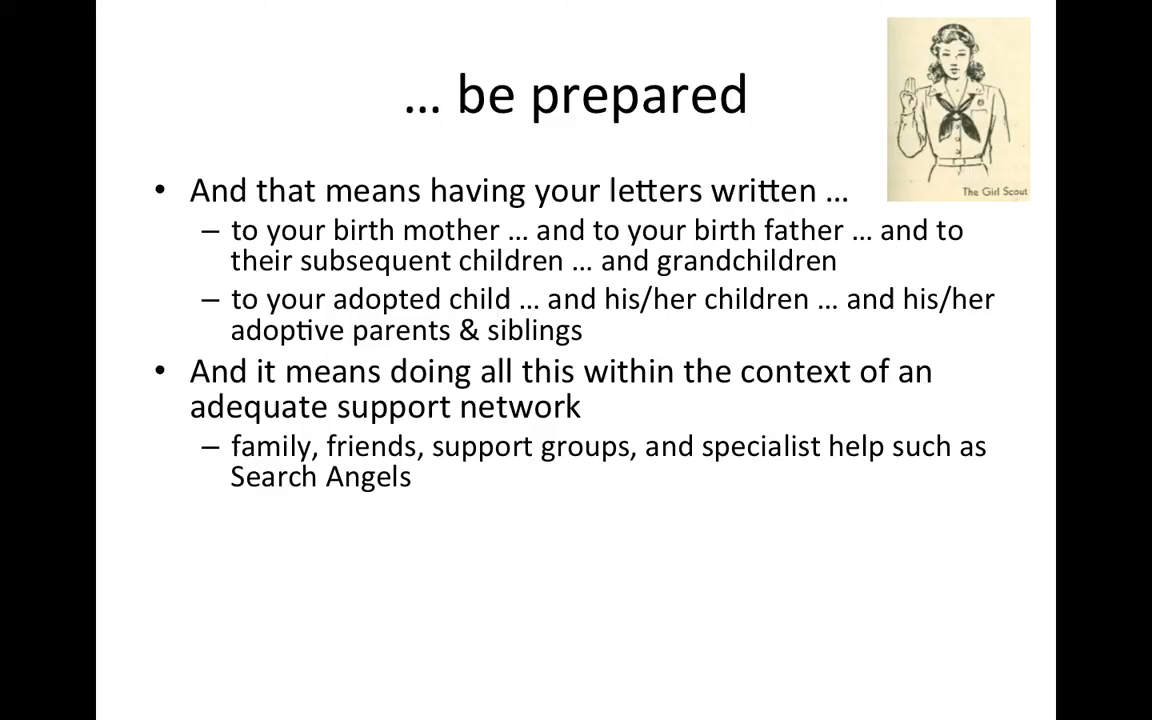 … be prepared
The Girl Scout
• And that means having your letters written …
– to your birth mother … and to your birth father … and to
their subsequent children … and grandchildren
– to your adopted child … and his/her children … and his/her
adoptive parents & siblings
• And it means doing all this within the context of an
adequate support network
– family, friends, support groups, and specialist help such as
Search Angels